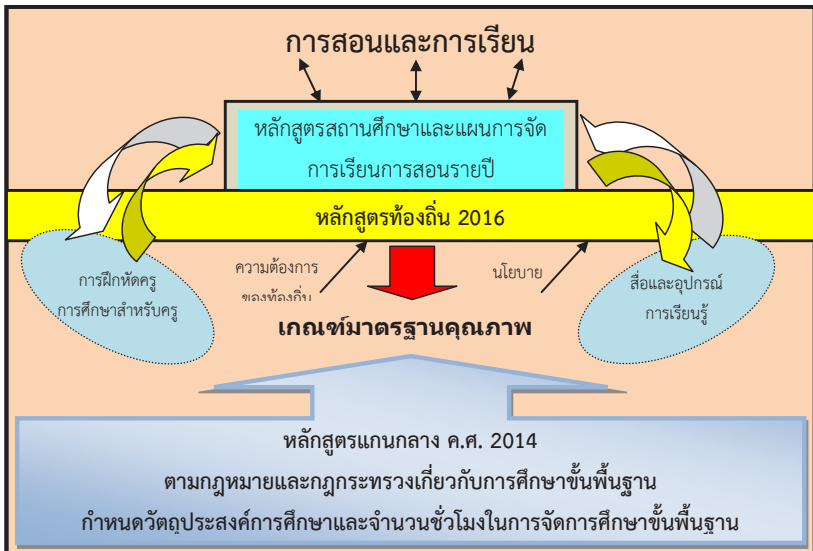 การสอนและการเรียน
หลักสูตรสถานศึกษาและแผนการจัด
การเรียนการสอนรายปี
หลักสูตรท้องถิ่น 2016
การฝึกหัดครู
การศึกษาสำหรับครู
ความต้องการ
ของท้องถิ่น
นโยบาย
สื่อและอุปกรณ์
การเรียนรู้
เกณฑ์มาตรฐานคุณภาพ
หลักสูตรแกนกลาง ค.ศ. 2014
ตามกฎหมายและกฎกระทรวงเกี่ยวกับการศึกษาขั้นพื้นฐาน
กำหนดวัตถุประสงค์การศึกษาและจำนวนชั่วโมงในการจัดการศึกษาขั้นพื้นฐาน